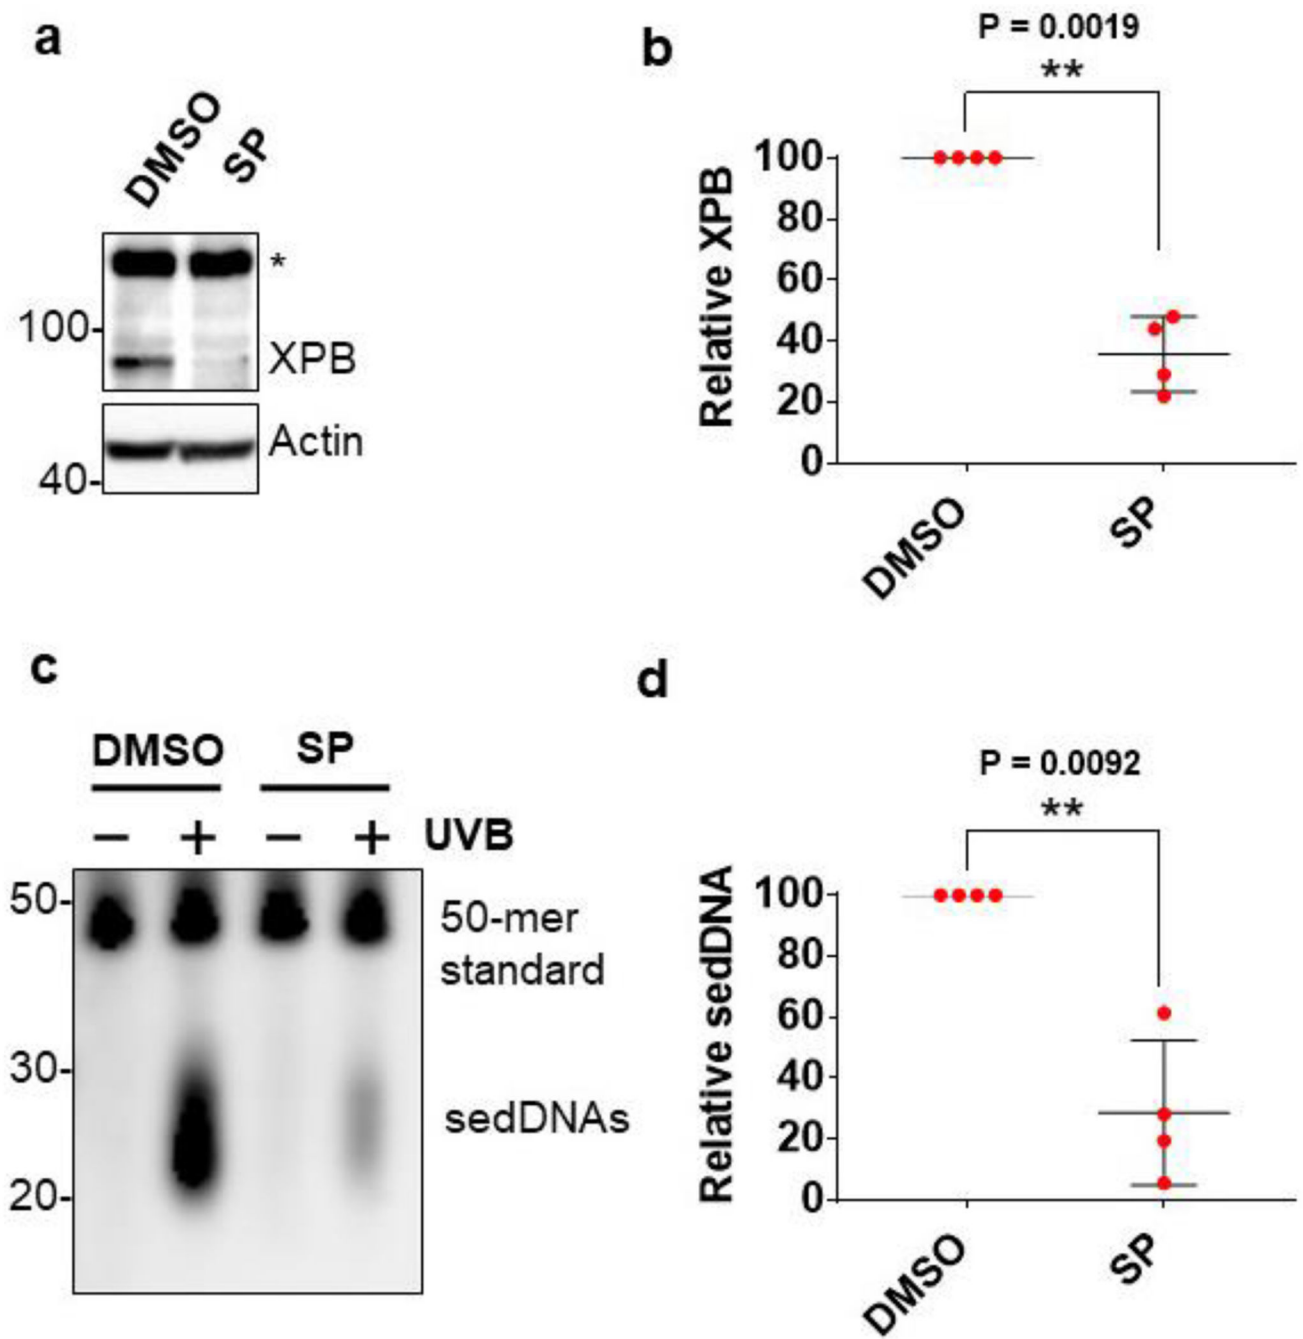 a
DMSO
SP
*
100-
XPB
Actin
40-
b
P = 0.0019
**
Relative XPB
100
80
60
40
20
0
DMSO
SP
c
DMSO SP
– + – + UVB
50-
50-mer
standard
30-
sedDNAs
20-
d
P = 0.0092
**
Relative sedDNA
100
80
60
40
20
0
DMSO
SP